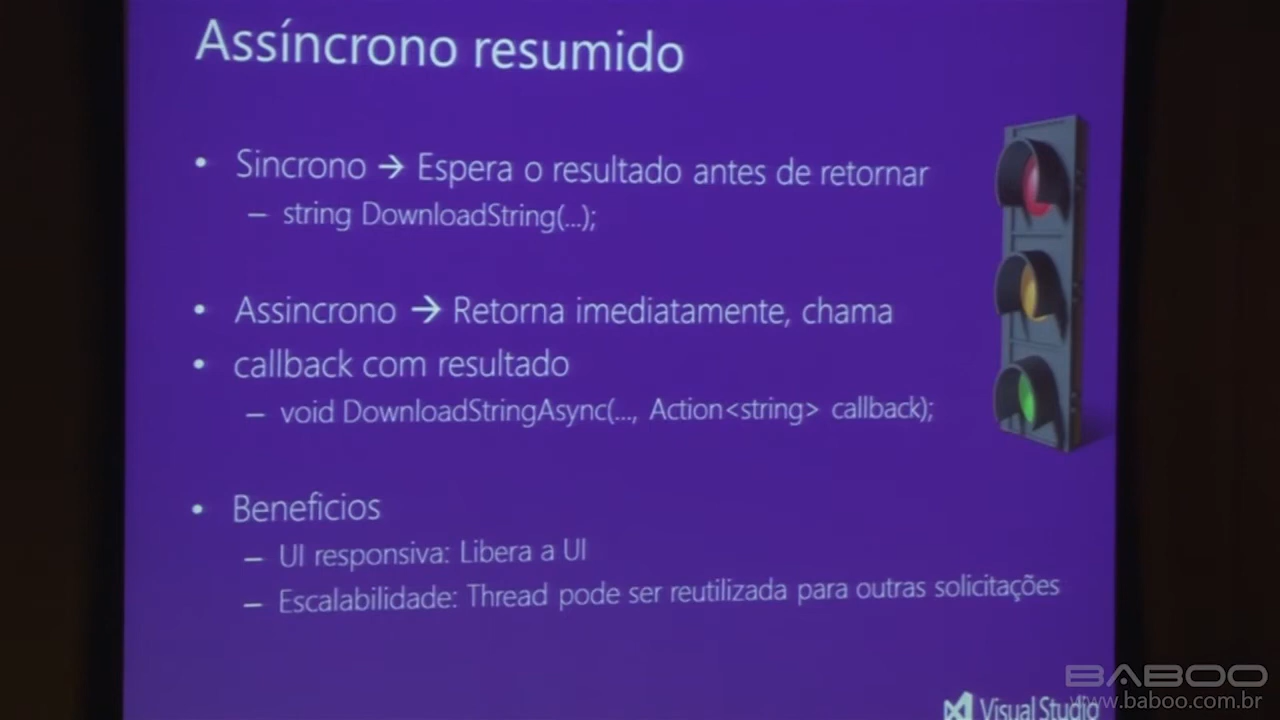 Assíncrono resumido
• Sincrono → Espera o resultado antes de retornar
– string DownloadString(...);
• Assincrono → Retorna imediatamente, chama
• callback com resultado
– void DownloadStringAsync(..., Action<string> callback);
• Beneficios
– UI responsiva: Libera a UI
– Escalabilidade: Thread pode ser reutilizada para outras solicitações
BABOO
www.baboo.com.br
Visual Studio